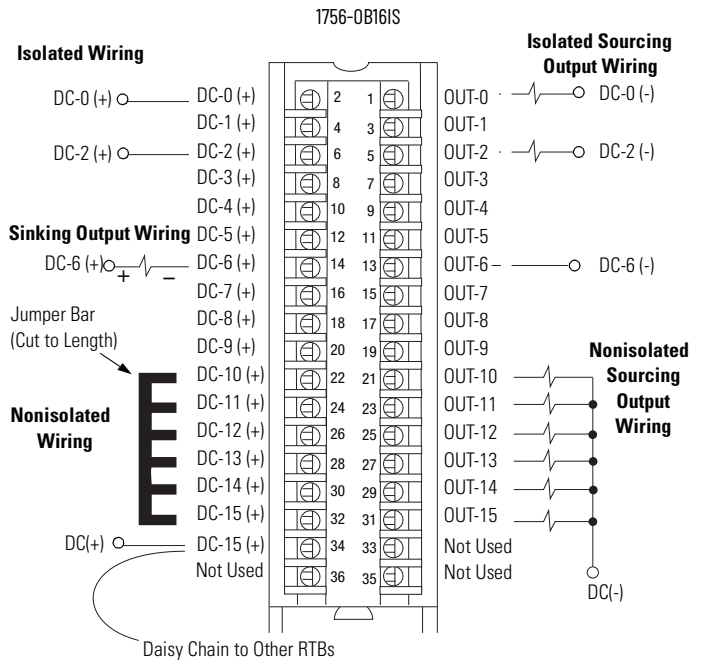 1756-OB16IS
Isolated Wiring
Isolated Sourcing
Output Wiring
DC-0 (+) DC-0 (+) 2 1 OUT-0 DC-0 (-)
DC-1 (+) 4 3 OUT-1
DC-2 (+) DC-2 (+) 6 5 OUT-2 DC-2 (-)
DC-3 (+) 8 7 OUT-3
DC-4 (+) 10 9 OUT-4
Sinking Output Wiring DC-5 (+) 12 11 OUT-5
DC-6 (+) + – DC-6 (+) 14 13 OUT-6 DC-6 (-)
DC-7 (+) 16 15 OUT-7
Jumper Bar
(Cut to Length)
DC-8 (+) 18 17 OUT-8
DC-9 (+) 20 19 OUT-9
Nonisolated
Sourcing
Output
Wiring
DC-10 (+) 22 21 OUT-10
DC-11 (+) 24 23 OUT-11
Nonisolated
Wiring
DC-12 (+) 26 25 OUT-12
DC-13 (+) 28 27 OUT-13
DC-14 (+) 30 29 OUT-14
DC-15 (+) 32 31 OUT-15
DC(+) DC-15 (+) 34 33 Not Used
Not Used 36 35 Not Used
DC(-)
Daisy Chain to Other RTBs